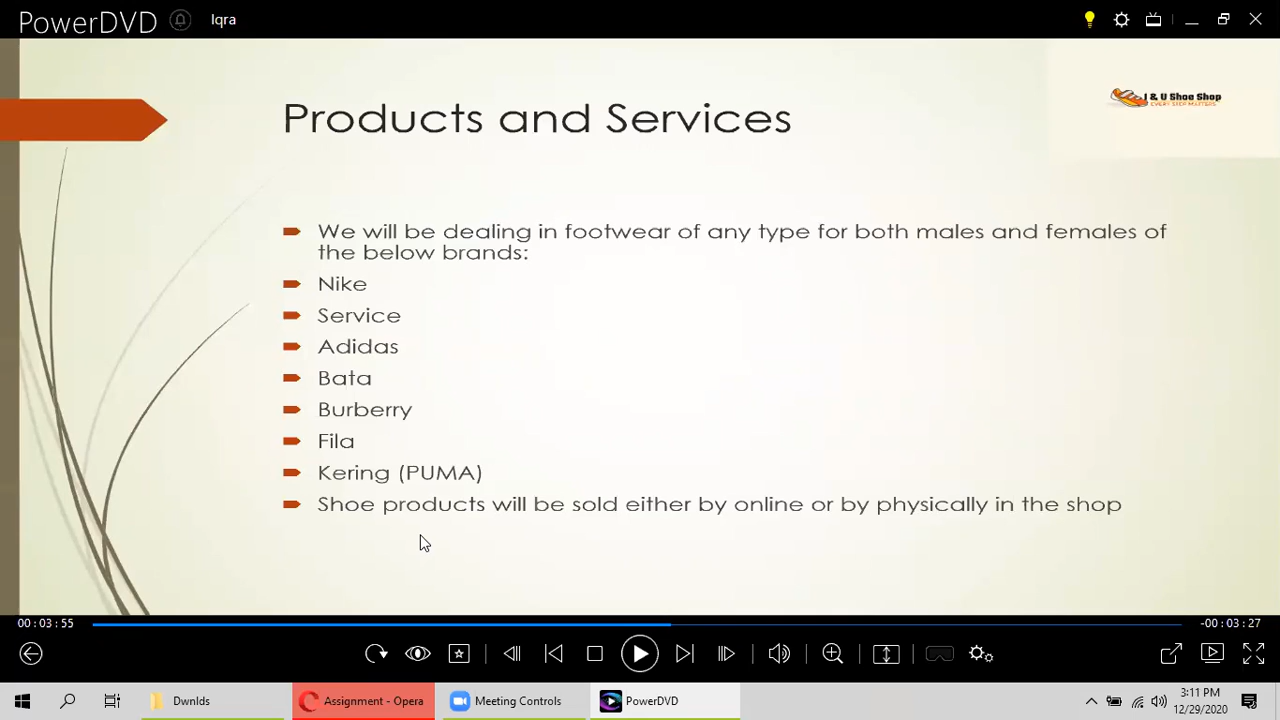 PowerDVD
Iqra
Products and Services
I & U Shoe Shop
EVERY STEP MATTERS
We will be dealing in footwear of any type for both males and females of
the below brands:
Nike
Service
Adidas
Bata
Burberry
Fila
Kering (PUMA)
Shoe products will be sold either by online or by physically in the shop
00 : 03 : 55
-00 : 03 : 27
Dwnlds
Assignment - Opera
Meeting Controls
PowerDVD
3:11 PM
12/29/2020